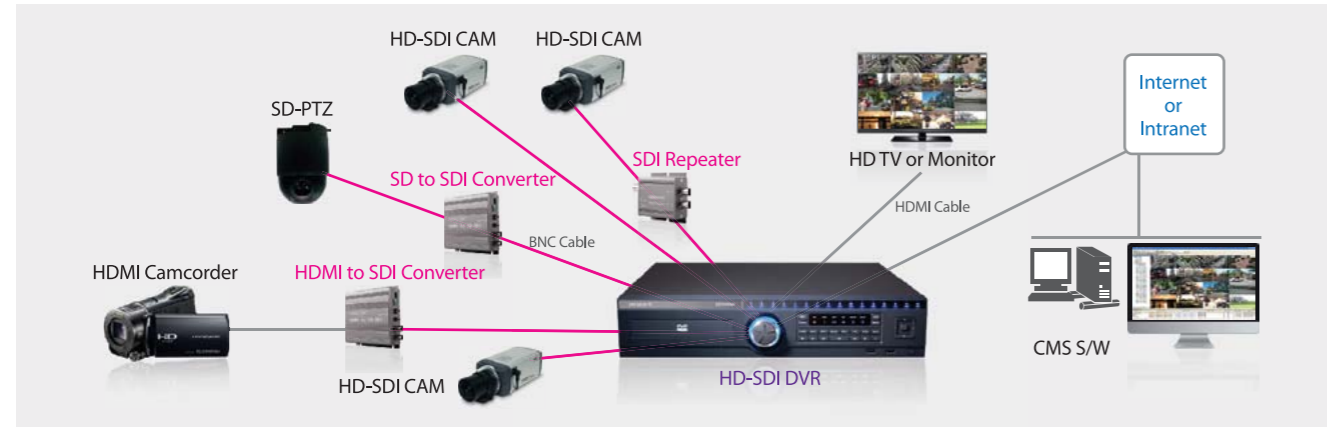 HD-SDI CAM
HD-SDI CAM
SD-PTZ
SD to SDI Converter
SDI Repeater
HD TV or Monitor
Internet
or
Intranet
HDMI Cable
BNC Cable
HDMI Camcorder
HDMI to SDI Converter
HD
HD-SDI CAM
HD-SDI DVR
CMS S/W